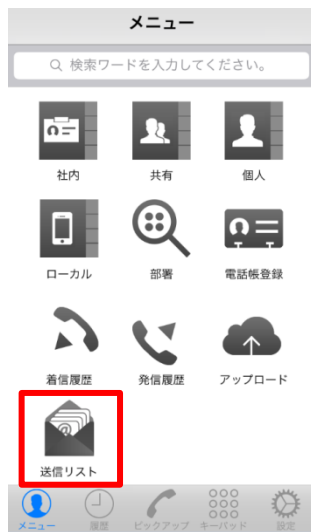 メニュー
検索ワードを入力してください。
社内 共有 個人
ローカル 部署 電話帳登録
着信履歴 発信履歴 アップロード
@
送信リスト
メニュー 履歴 ピックアップ キーパッド 設定